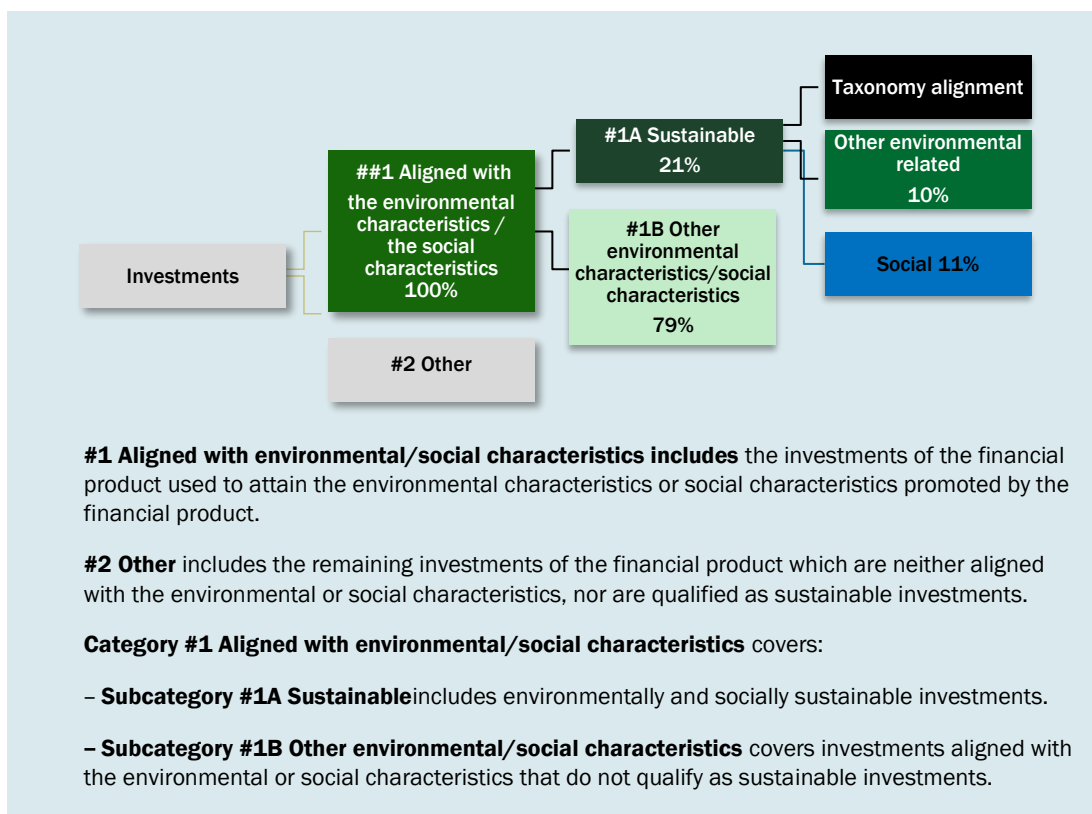 Taxonomy alignment
#1A Sustainable
21%
Other environmental
related
10%
##1 Aligned with
the environmental
characteristics /
the social
characteristics
100%
#1B Other
environmental
characteristics/social
characteristics
79%
Social 11%
Investments
#2 Other
#1 Aligned with environmental/social characteristics includes the investments of the financial
product used to attain the environmental characteristics or social characteristics promoted by the
financial product.
#2 Other includes the remaining investments of the financial product which are neither aligned
with the environmental or social characteristics, nor are qualified as sustainable investments.
Category #1 Aligned with environmental/social characteristics covers:
– Subcategory #1A Sustainableincludes environmentally and socially sustainable investments.
– Subcategory #1B Other environmental/social characteristics covers investments aligned with
the environmental or social characteristics that do not qualify as sustainable investments.